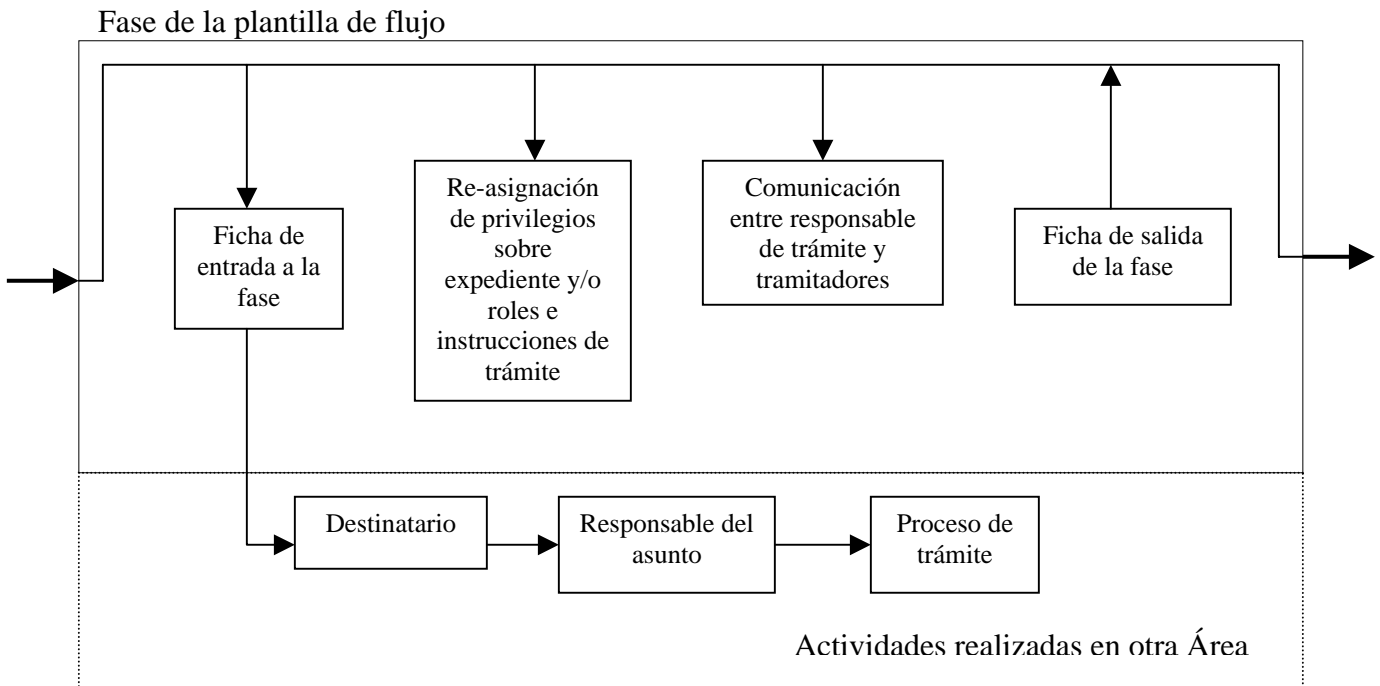 Fase de la plantilla de flujo
Ficha de
entrada a la
fase
Re-asignación
de privilegios
sobre
expediente y/o
roles e
instrucciones de
trámite
Comunicación
entre responsable
de trámite y
tramitadores
Ficha de salida
de la fase
Destinatario
Responsable del
asunto
Proceso de
trámite
Actividades realizadas en otra Área